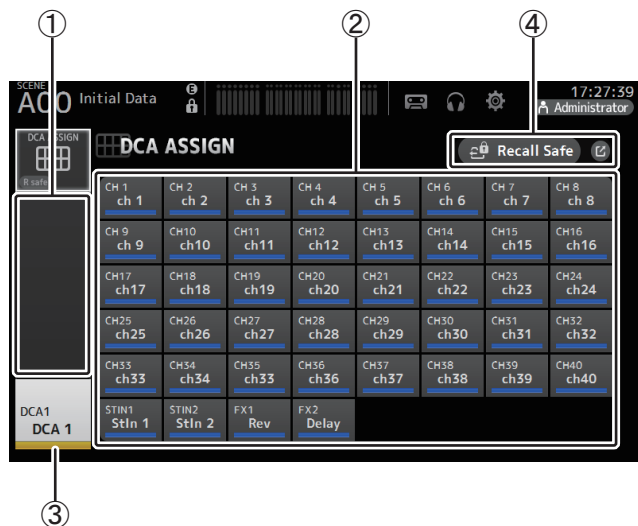 ① ② ④
SCENE
A00 Initial Data
E
17:27:39
Administrator
DCA ASSIGN
R safe
DCA ASSIGN
Recall Safe
CH 1 CH 2 CH 3 CH 4 CH 5 CH 6 CH 7 CH 8
ch 1 ch 2 ch 3 ch 4 ch 5 ch 6 ch 7 ch 8
CH 9 CH10 CH11 CH12 CH13 CH14 CH15 CH16
ch 9 ch10 ch11 ch12 ch13 ch14 ch15 ch16
CH17 CH18 CH19 CH20 CH21 CH22 CH23 CH24
ch17 ch18 ch19 ch20 ch21 ch22 ch23 ch24
CH25 CH26 CH27 CH28 CH29 CH30 CH31 CH32
ch25 ch26 ch27 ch28 ch29 ch30 ch31 ch32
CH33 CH34 CH35 CH36 CH37 CH38 CH39 CH40
ch33 ch34 ch33 ch36 ch37 ch38 ch39 ch40
STIN1 STIN2 FX1 FX2
StIn 1 StIn 2 Rev Delay
DCA1
DCA 1
③